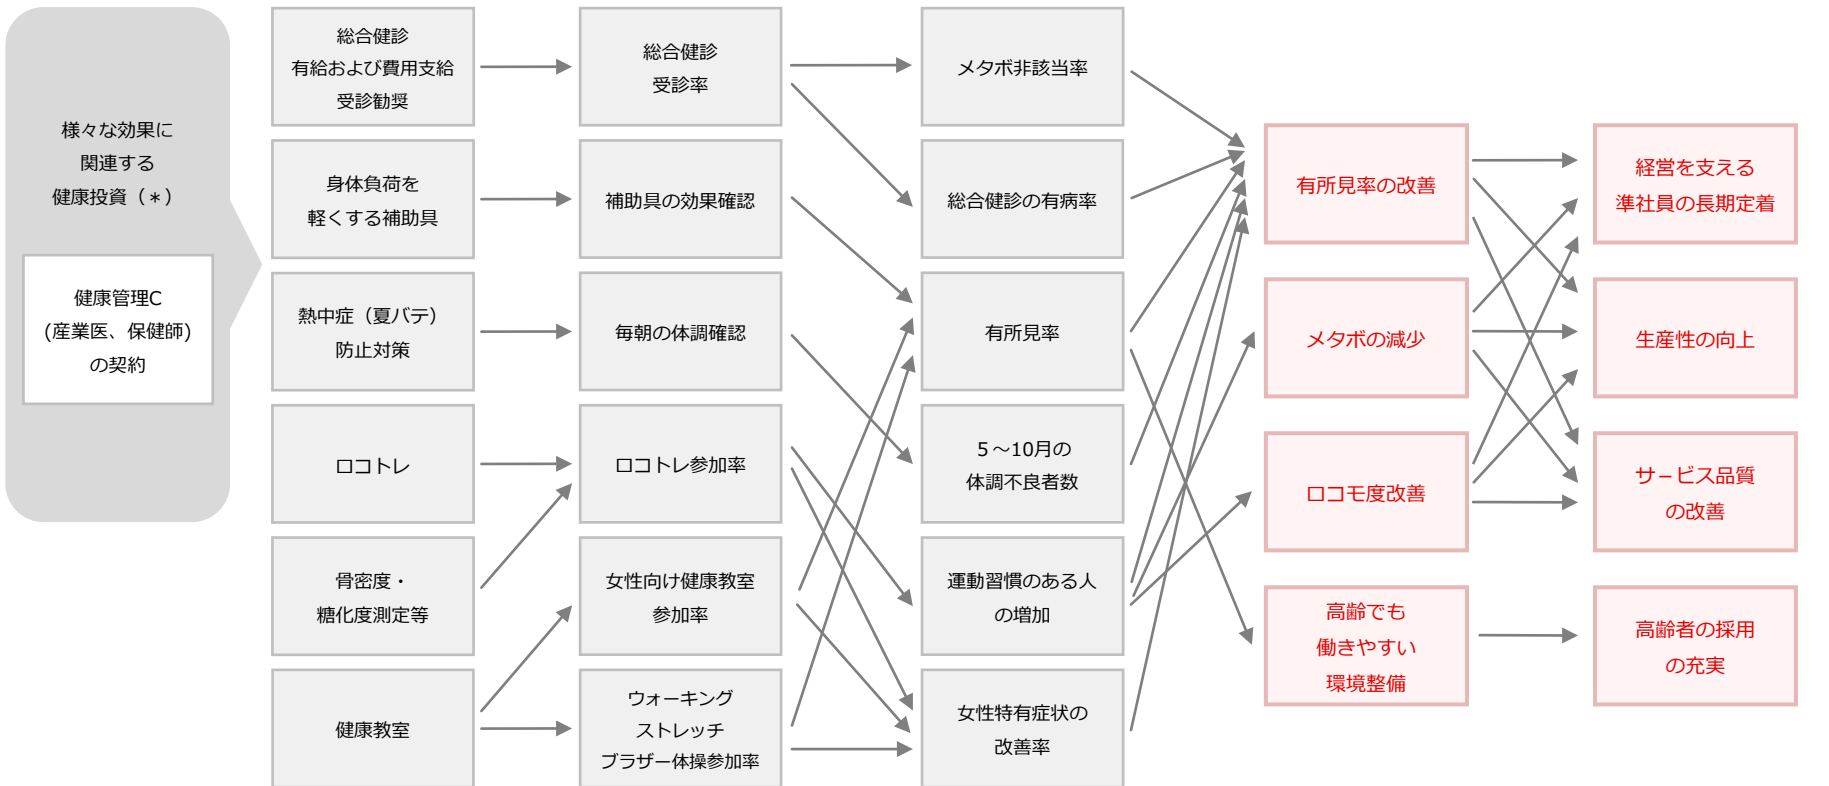 様々な効果に
関連する
健康投資（＊）
健康管理C
(産業医、保健師)
の契約
総合健診
有給および費用支給
受診勧奨
身体負荷を
軽くする補助具
熱中症（夏バテ）
防止対策
ロコトレ
骨密度・
糖化度測定等
健康教室
総合健診
受診率
補助具の効果確認
毎朝の体調確認
ロコトレ参加率
女性向け健康教室
参加率
ウォーキング
ストレッチ
ブラザー体操参加率
メタボ非該当率
総合健診の有病率
有所見率
５～10月の
体調不良者数
運動習慣のある人
の増加
女性特有症状の
改善率
有所見率の改善
メタボの減少
ロコモ度改善
高齢でも
働きやすい
環境整備
経営を支える
準社員の長期定着
生産性の向上
サービス品質
の改善
高齢者の採用
の充実